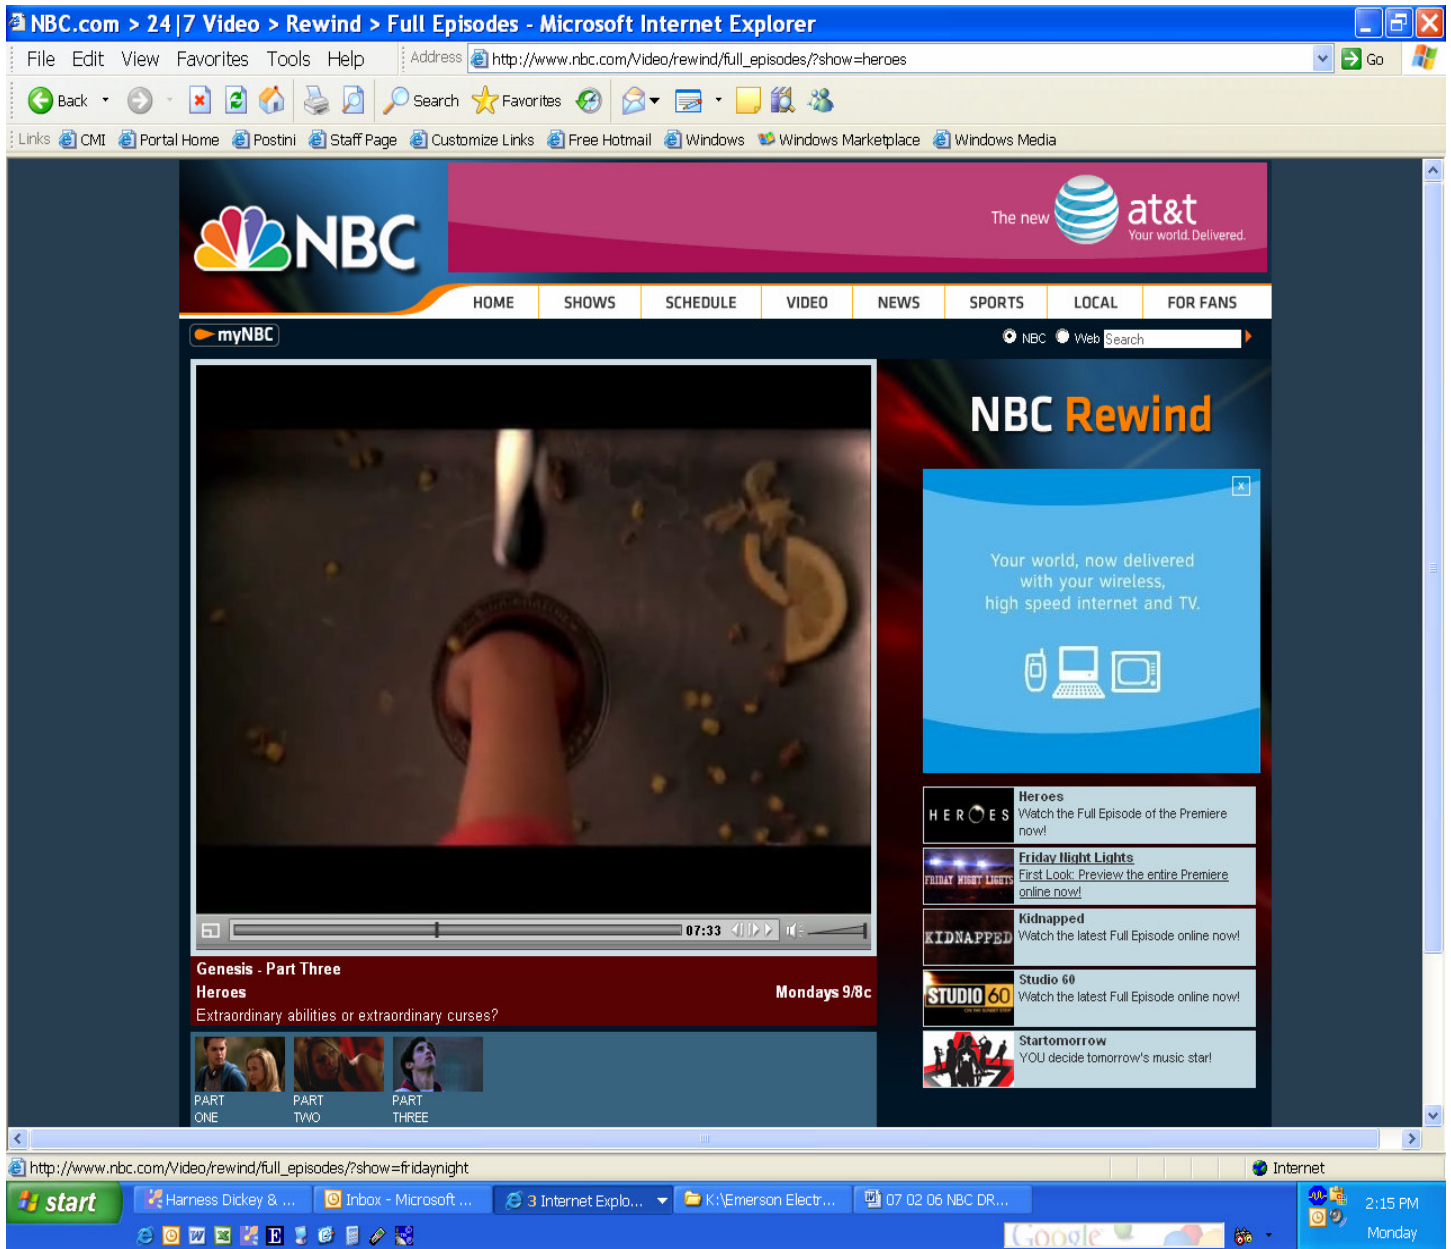 NBC.com > 24|7 Video > Rewind > Full Episodes - Microsoft Internet Explorer
File Edit View Favorites Tools Help Address http://www.nbc.com/Video/rewind/full_episodes/?show=heroes Go
Back Search Favorites
Links CMI Portal Home Postini Staff Page Customize Links Free Hotmail Windows Windows Marketplace Windows Media
The new at&t
Your world. Delivered.
NBC
HOME SHOWS SCHEDULE VIDEO NEWS SPORTS LOCAL FOR FANS
myNBC NBC Web Search
NBC Rewind
x
Your world, now delivered
with your wireless,
high speed internet and TV.
HEROES
Heroes
Watch the Full Episode of the Premiere
now!
FRIDAY NIGHT LIGHTS
Friday Night Lights
First Look: Preview the entire Premiere
online now!
KIDNAPPED
Kidnapped
Watch the latest Full Episode online now!
STUDIO 60
Studio 60
Watch the latest Full Episode online now!
Startomorrow
YOU decide tomorrow's music star!
07:33
Genesis - Part Three
Heroes Mondays 9/8c
Extraordinary abilities or extraordinary curses?
PART PART PART
ONE TWO THREE
http://www.nbc.com/Video/rewind/full_episodes/?show=fridaynight Internet
start Harness Dickey & ... Inbox - Microsoft ... 3 Internet Explo... K:\Emerson Electr... 07 02 06 NBC DR... 2:15 PM
Google Monday